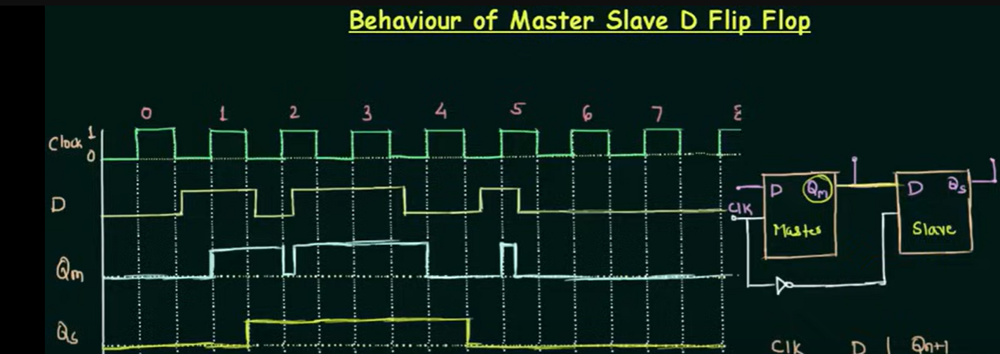 Behaviour of Master Slave D Flip Flop
0 1 2 3 4 5 6 7
Clock 1
0
D
D Qm
D Qs
Clk
Master
Slave
Qm
Qs
Clk D Qn+1